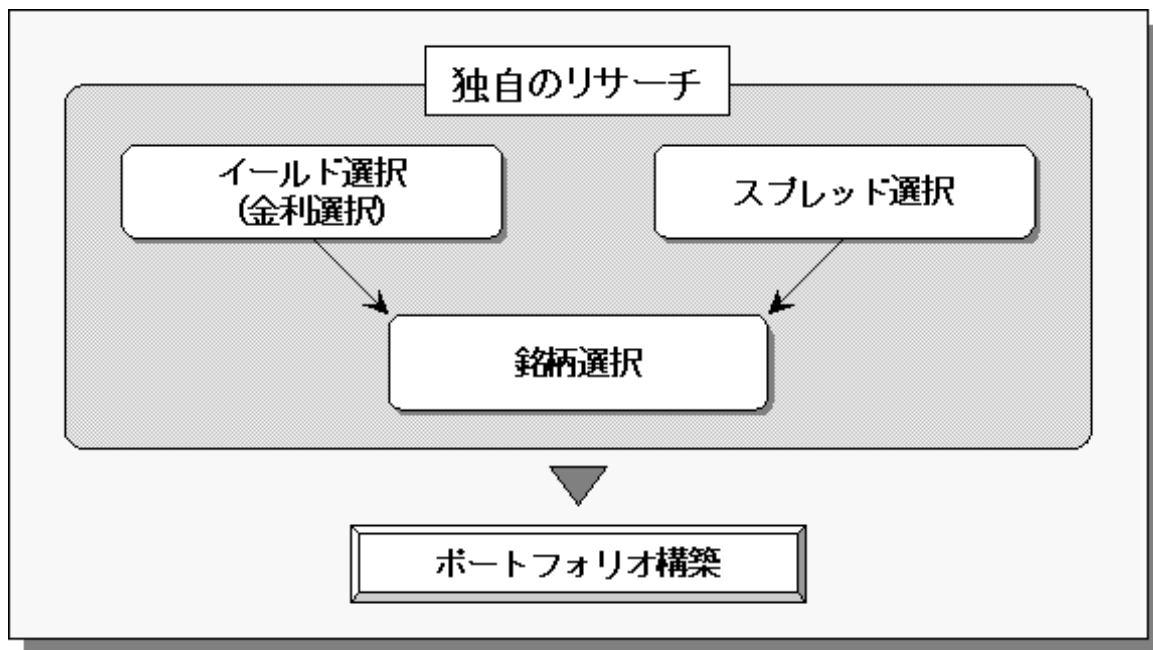 独自のリサーチ
イールド選択
(金利選択)
スプレッド選択
銘柄選択
ポートフォリオ構築